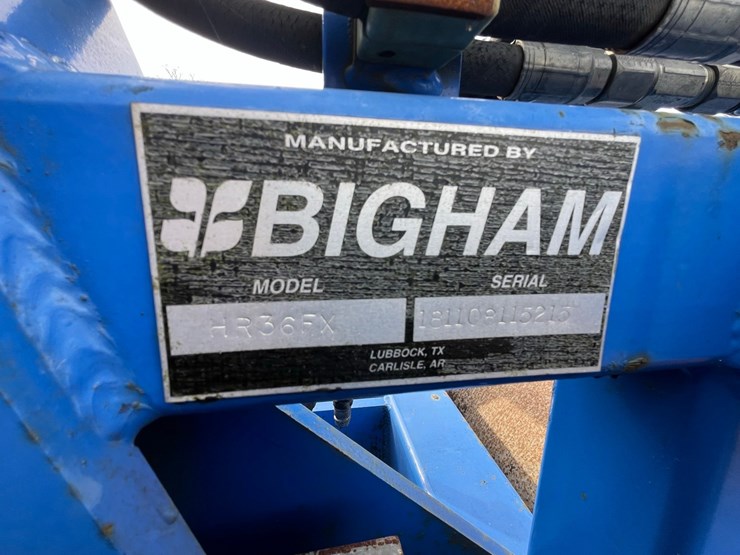 MANUFACTURED BY
BIGHAM
MODEL SERIAL
HR36FX
LUBBOCK, TX
CARLISLE, AR